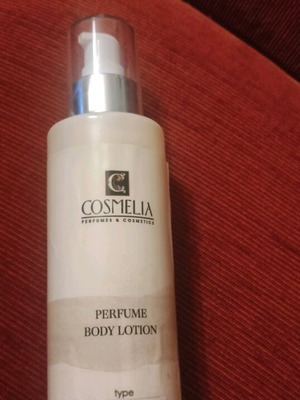 C
COSMELIA
PERFUMES & COSMETICS
PERFUME
BODY LOTION
type